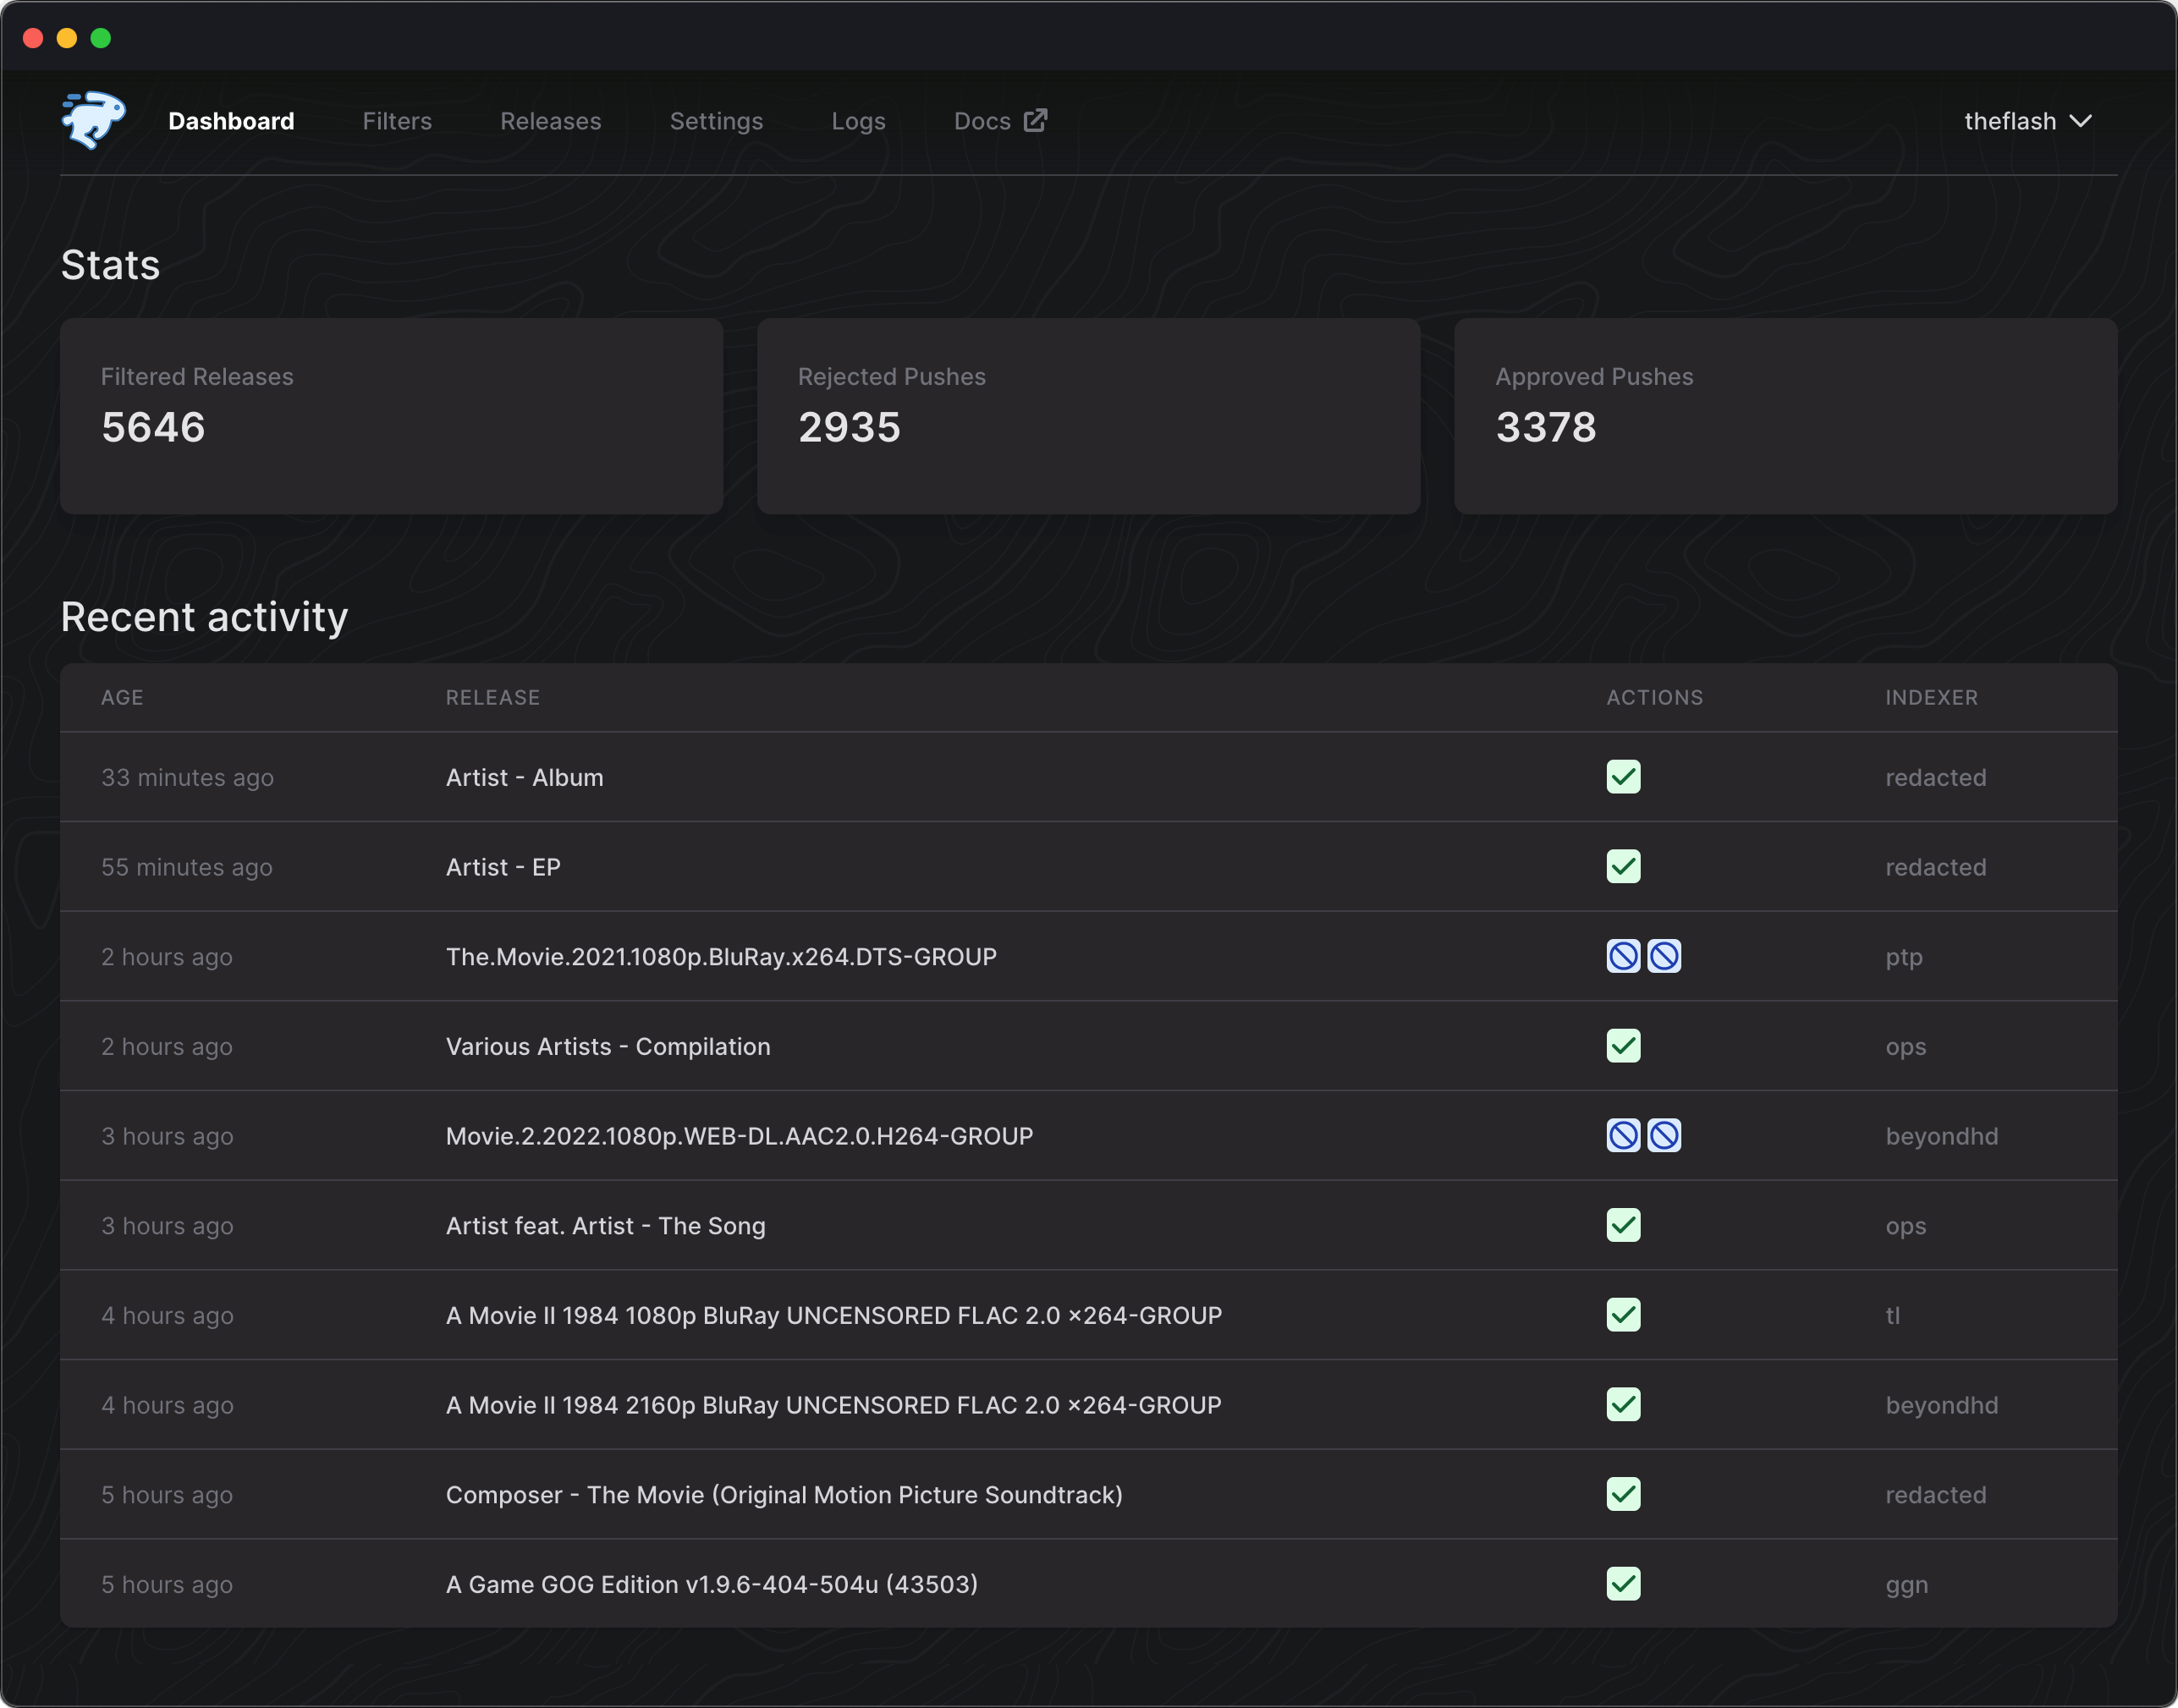 Dashboard Filters Releases Settings Logs Docs theflash
Stats
Filtered Releases Rejected Pushes Approved Pushes
5646 2935 3378
Recent activity
AGE RELEASE ACTIONS INDEXER
33 minutes ago Artist - Album redacted
55 minutes ago Artist - EP redacted
2 hours ago The.Movie.2021.1080p.BluRay.x264.DTS-GROUP ptp
2 hours ago Various Artists - Compilation ops
3 hours ago Movie.2.2022.1080p.WEB-DL.AAC2.0.H264-GROUP beyondhd
3 hours ago Artist feat. Artist - The Song ops
4 hours ago A Movie II 1984 1080p BluRay UNCENSORED FLAC 2.0 ×264-GROUP tl
4 hours ago A Movie II 1984 2160p BluRay UNCENSORED FLAC 2.0 ×264-GROUP beyondhd
5 hours ago Composer - The Movie (Original Motion Picture Soundtrack) redacted
5 hours ago A Game GOG Edition v1.9.6-404-504u (43503) ggn